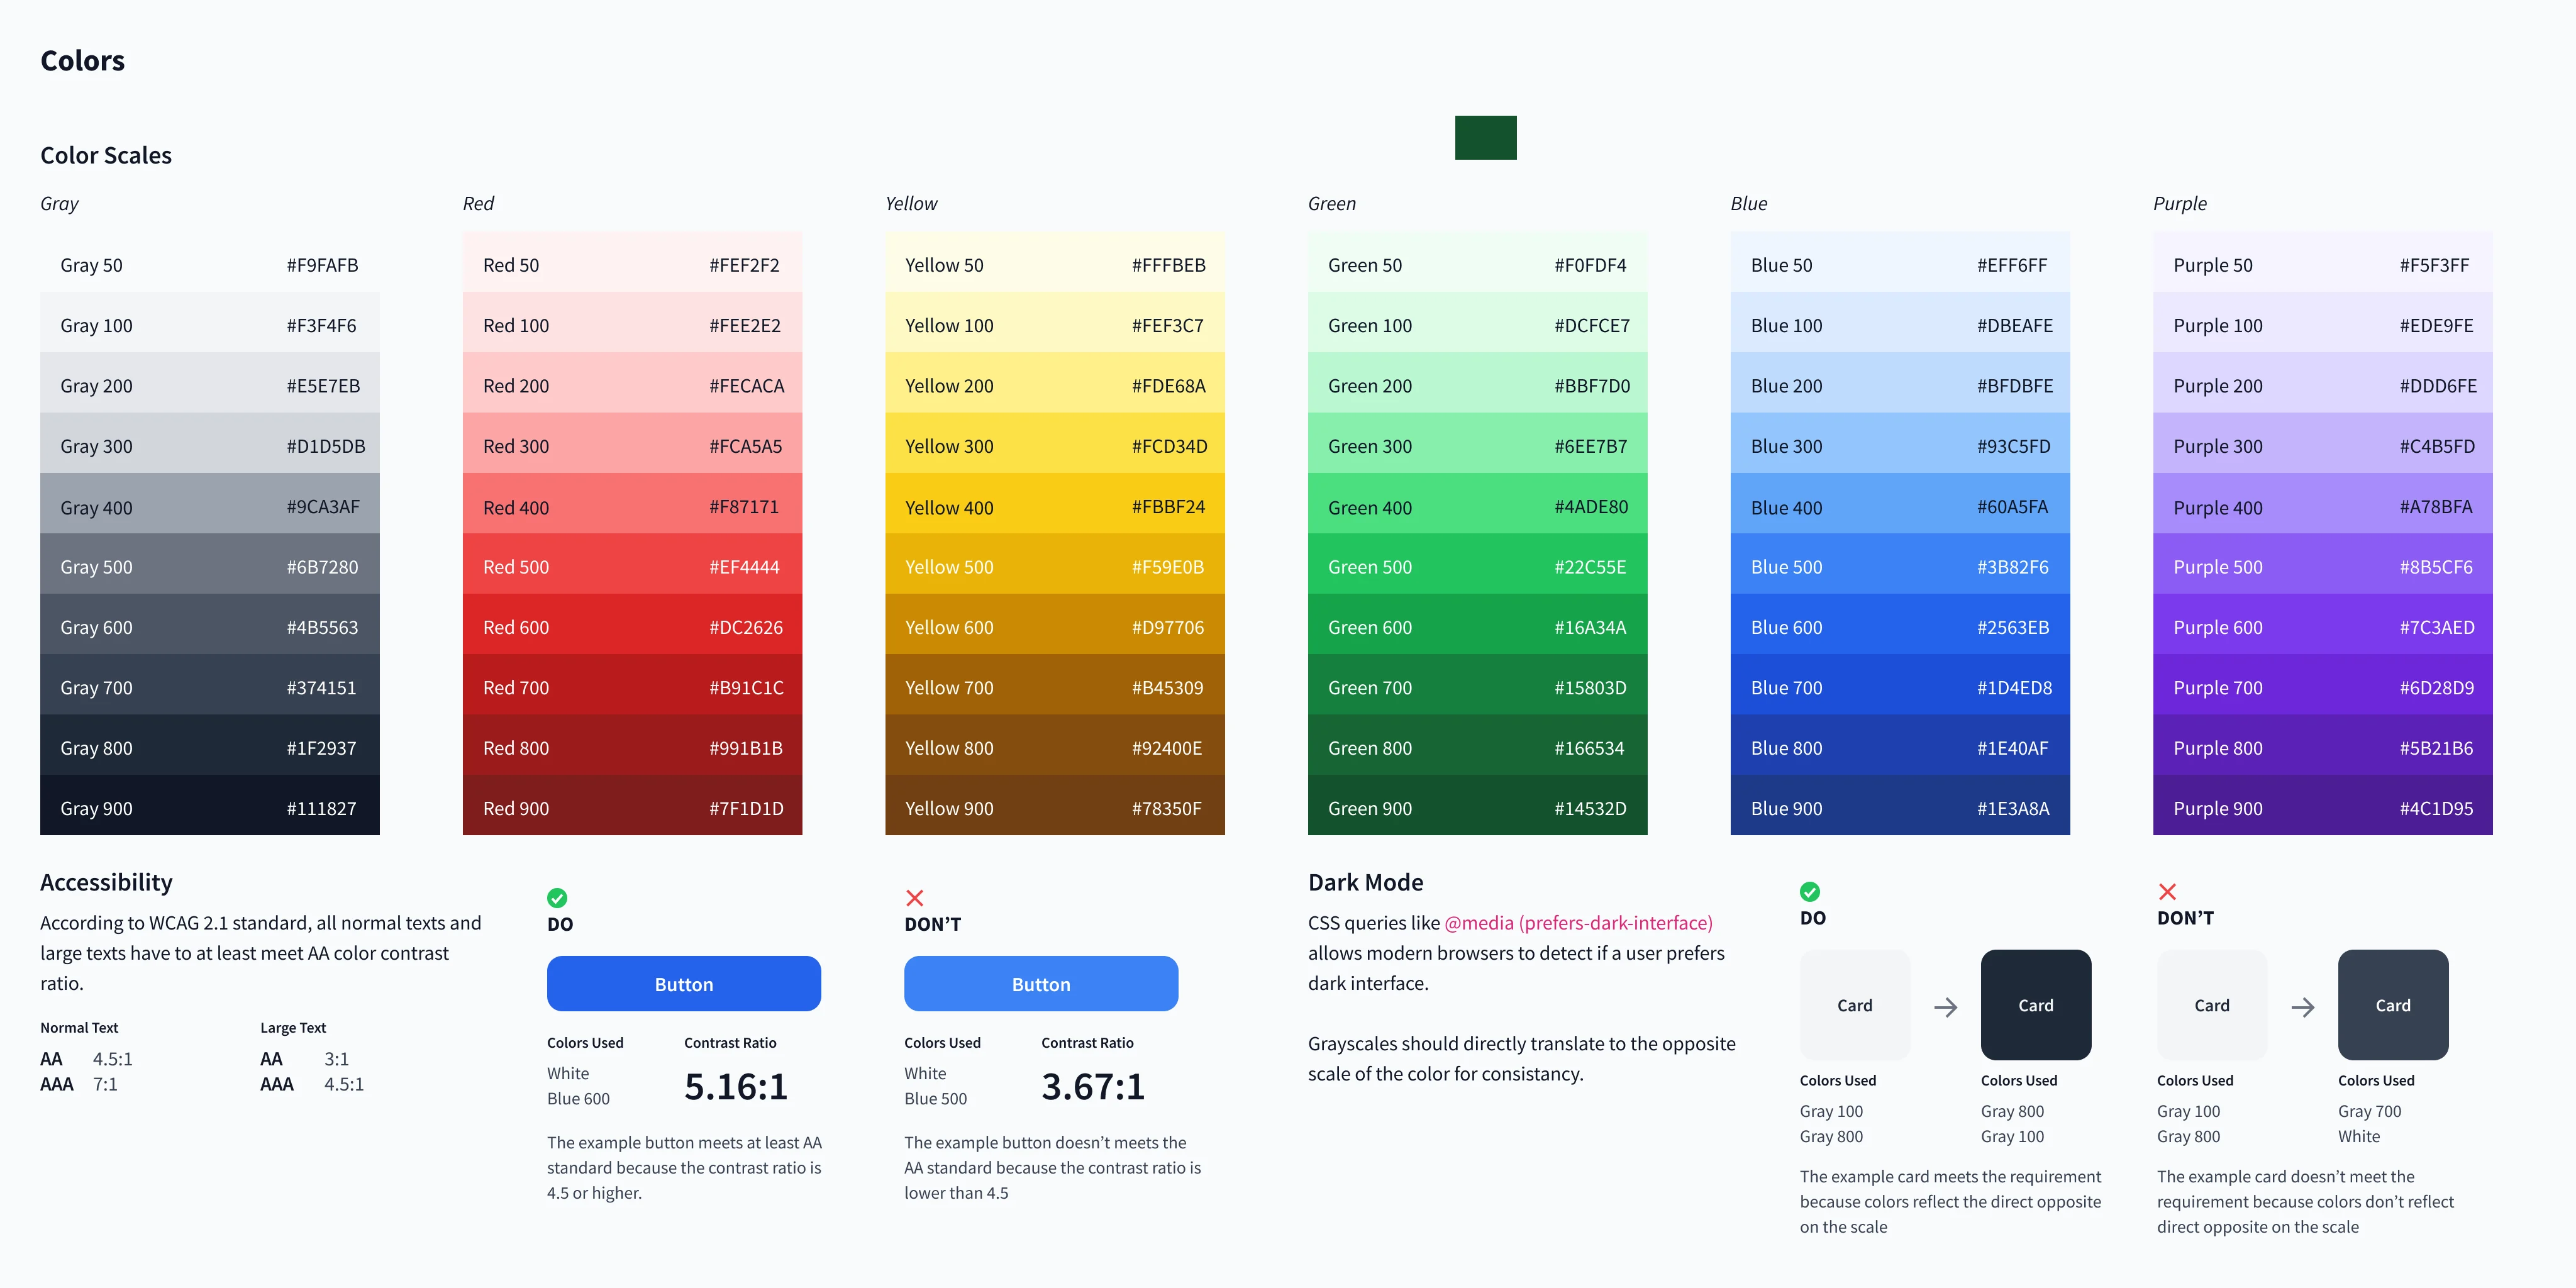 Colors
Color Scales
Gray
Gray 50 #F9FAFB
Gray 100 #F3F4F6
Gray 200 #E5E7EB
Gray 300 #D1D5DB
Gray 400 #9CA3AF
Gray 500 #6B7280
Gray 600 #4B5563
Gray 700 #374151
Gray 800 #1F2937
Gray 900 #111827
Red
Red 50 #FEF2F2
Red 100 #FEE2E2
Red 200 #FECACA
Red 300 #FCA5A5
Red 400 #F87171
Red 500 #EF4444
Red 600 #DC2626
Red 700 #B91C1C
Red 800 #991B1B
Red 900 #7F1D1D
Yellow
Yellow 50 #FFFBEB
Yellow 100 #FEF3C7
Yellow 200 #FDE68A
Yellow 300 #FCD34D
Yellow 400 #FBBF24
Yellow 500 #F59E0B
Yellow 600 #D97706
Yellow 700 #B45309
Yellow 800 #92400E
Yellow 900 #78350F
Green
Green 50 #F0FDF4
Green 100 #DCFCE7
Green 200 #BBF7D0
Green 300 #6EE7B7
Green 400 #4ADE80
Green 500 #22C55E
Green 600 #16A34A
Green 700 #15803D
Green 800 #166534
Green 900 #14532D
Blue
Blue 50 #EFF6FF
Blue 100 #DBEAFE
Blue 200 #BFDBFE
Blue 300 #93C5FD
Blue 400 #60A5FA
Blue 500 #3B82F6
Blue 600 #2563EB
Blue 700 #1D4ED8
Blue 800 #1E40AF
Blue 900 #1E3A8A
Purple
Purple 50 #F5F3FF
Purple 100 #EDE9FE
Purple 200 #DDD6FE
Purple 300 #C4B5FD
Purple 400 #A78BFA
Purple 500 #8B5CF6
Purple 600 #7C3AED
Purple 700 #6D28D9
Purple 800 #5B21B6
Purple 900 #4C1D95
Accessibility
According to WCAG 2.1 standard, all normal texts and
large texts have to at least meet AA color contrast
ratio.
Normal Text
AA 4.5:1
AAA 7:1
Large Text
AA 3:1
AAA 4.5:1
DO
Button
Colors Used
White
Blue 600
Contrast Ratio
5.16:1
The example button meets at least AA
standard because the contrast ratio is
4.5 or higher.
DON’T
Button
Colors Used
White
Blue 500
Contrast Ratio
3.67:1
The example button doesn’t meets the
AA standard because the contrast ratio is
lower than 4.5
Dark Mode
CSS queries like @media (prefers-dark-interface)
allows modern browsers to detect if a user prefers
dark interface.
Grayscales should directly translate to the opposite
scale of the color for consistancy.
DO
Card
Colors Used
Gray 100
Gray 800
Card
Colors Used
Gray 800
Gray 100
The example card meets the requirement
because colors reflect the direct opposite
on the scale
DON’T
Card
Colors Used
Gray 100
Gray 800
Card
Colors Used
Gray 700
White
The example card doesn’t meet the
requirement because colors don’t reflect
direct opposite on the scale